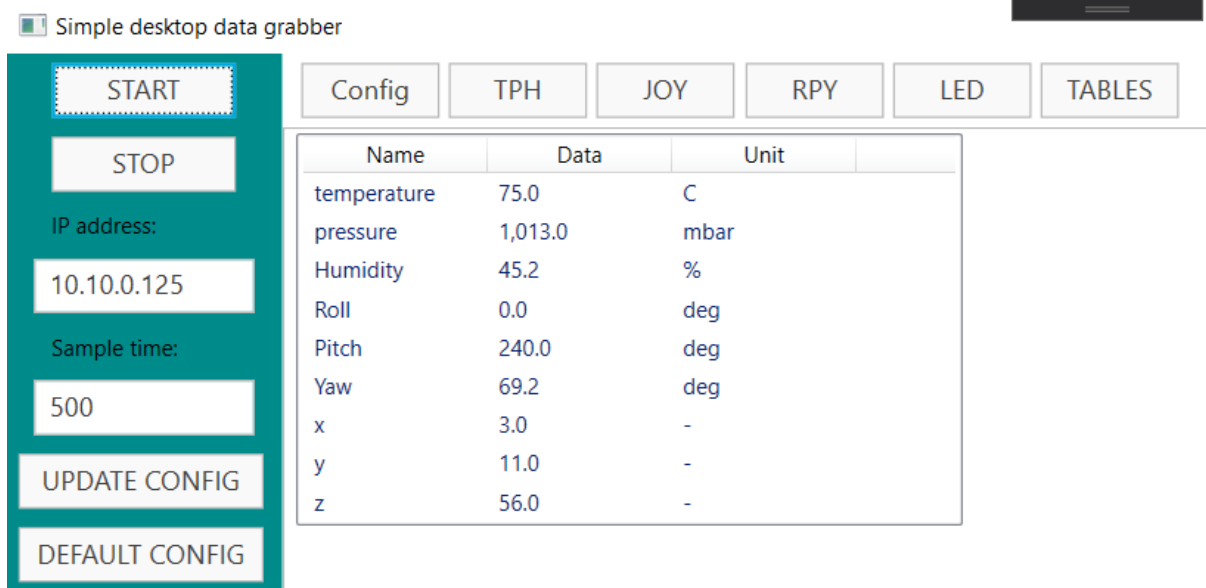 Simple desktop data grabber
START
STOP
IP address:
10.10.0.125
Sample time:
500
UPDATE CONFIG
DEFAULT CONFIG
Config TPH JOY RPY LED TABLES
Name Data Unit
temperature 75.0 C
pressure 1,013.0 mbar
Humidity 45.2 %
Roll 0.0 deg
Pitch 240.0 deg
Yaw 69.2 deg
x 3.0 -
y 11.0 -
z 56.0 -